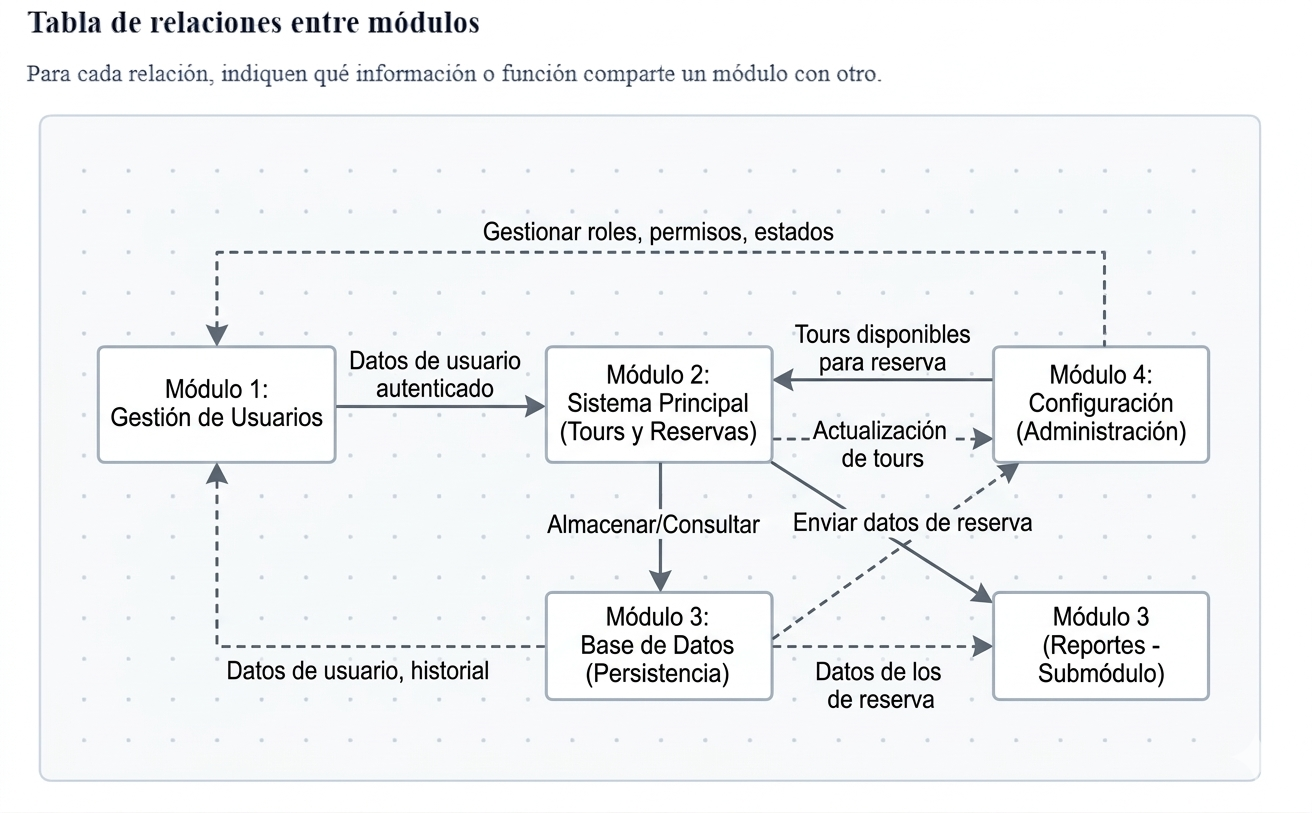 Tabla de relaciones entre módulos
Para cada relación, indiquen qué información o función comparte un módulo con otro.
Gestionar roles, permisos, estados
Módulo 1:
Gestión de Usuarios
Datos de usuario
autenticado
Módulo 2:
Sistema Principal
(Tours y Reservas)
Tours disponibles
para reserva
Actualización
de tours
Módulo 4:
Configuración
(Administración)
Almacenar/Consultar
Enviar datos de reserva
Datos de usuario, historial
Módulo 3:
Base de Datos
(Persistencia)
Datos de los
de reserva
Módulo 3
(Reportes -
Submódulo)